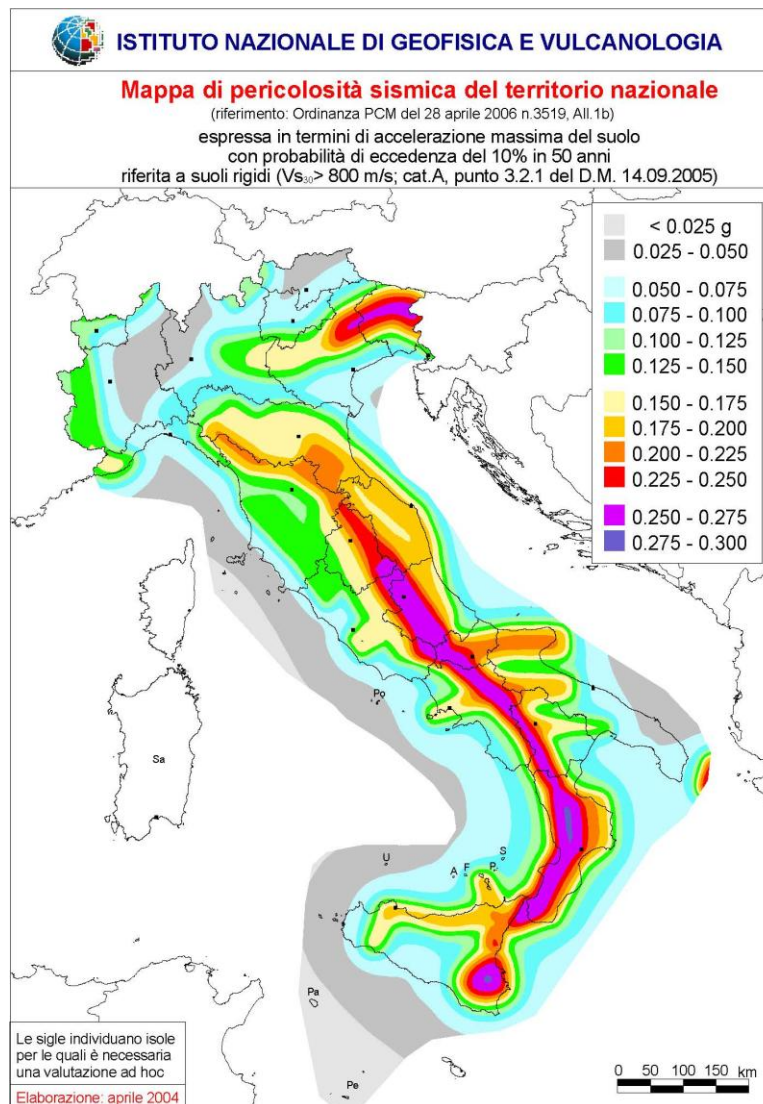 ISTITUTO NAZIONALE DI GEOFISICA E VULCANOLOGIA
Mappa di pericolosità sismica del territorio nazionale
(riferimento: Ordinanza PCM del 28 aprile 2006 n.3519, All.1b)
espressa in termini di accelerazione massima del suolo
con probabilità di eccedenza del 10% in 50 anni
riferita a suoli rigidi (Vs₃₀> 800 m/s; cat.A, punto 3.2.1 del D.M. 14.09.2005)
< 0.025 g
0.025 - 0.050
0.050 - 0.075
0.075 - 0.100
0.100 - 0.125
0.125 - 0.150
0.150 - 0.175
0.175 - 0.200
0.200 - 0.225
0.225 - 0.250
0.250 - 0.275
0.275 - 0.300
Po
Sa
U
A
F
P
S
Pa
Pe
Le sigle individuano isole
per le quali è necessaria
una valutazione ad hoc
Elaborazione: aprile 2004
0 50 100 150 km